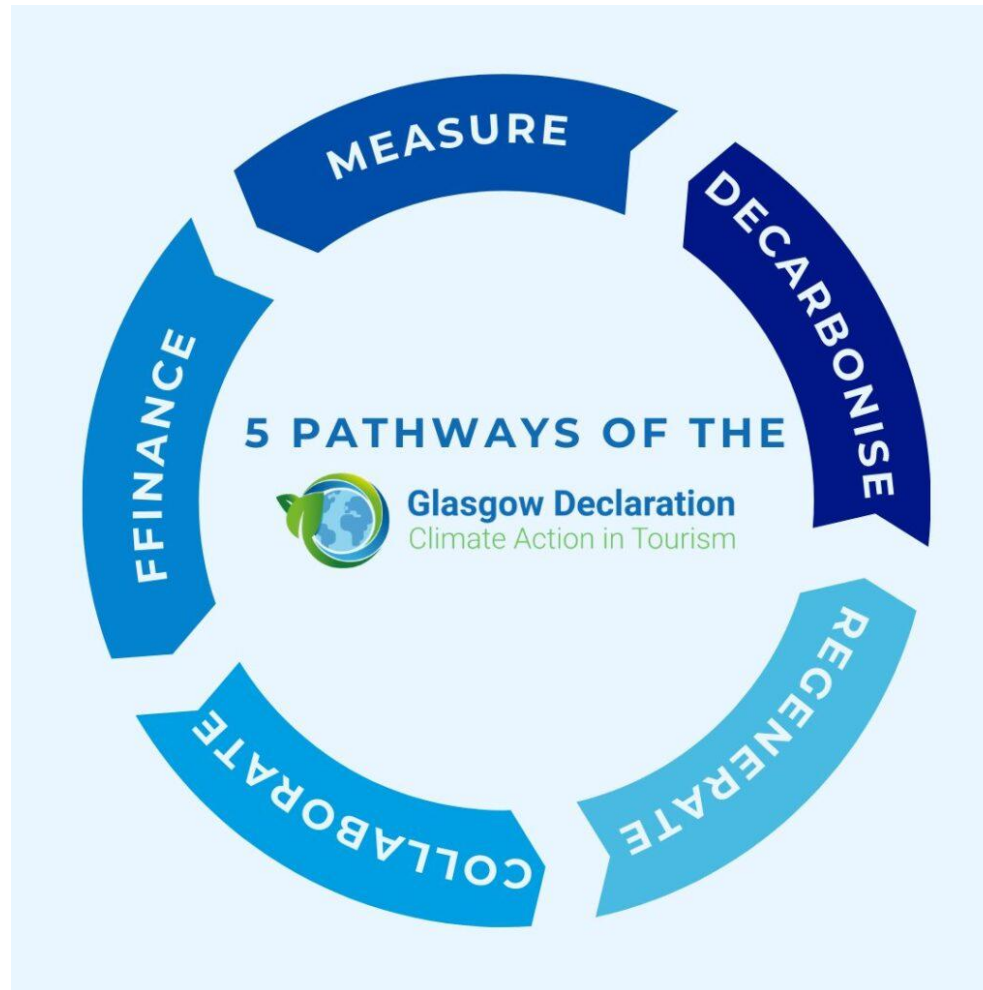 MEASURE
DECARBONISE
REGENERATE
COLLABORATE
FFINANCE
5 PATHWAYS OF THE
Glasgow Declaration
Climate Action in Tourism